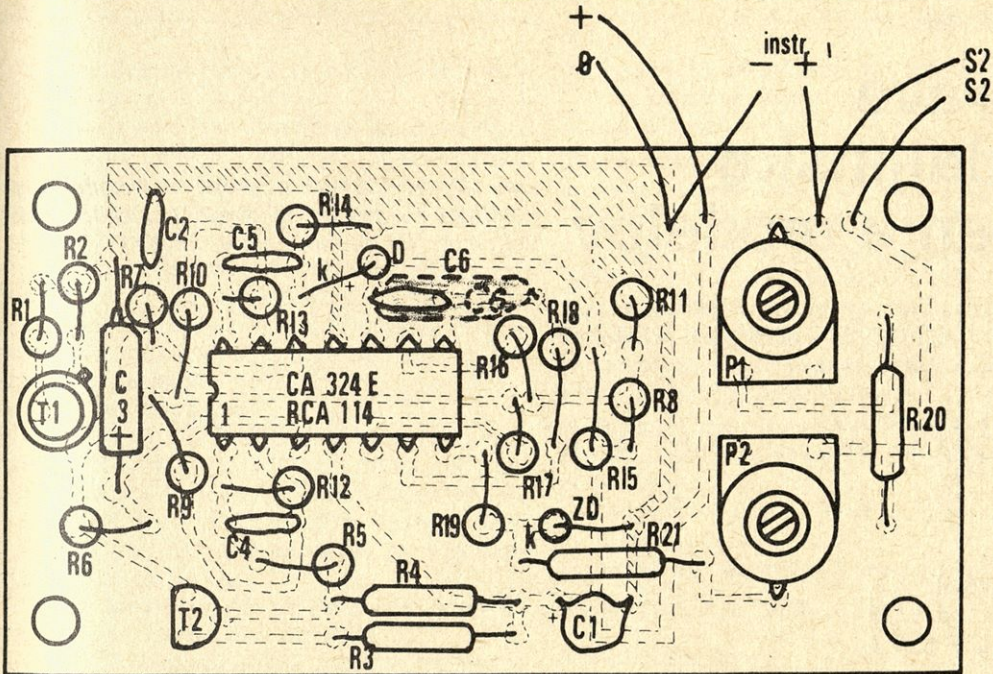 +
0
instr.
− +
S2
S2
R14
C2
R2
C5
D
R7
R10
k
C6
+
R1
R13
R18
R11
R16
CA 324 E
RCA 114
1
P1
T1
C3
+
R8
R20
P2
R9
R12
R17
R15
R19
ZD
k
R21
R6
C4
R5
R4
T2
+
C1
R3